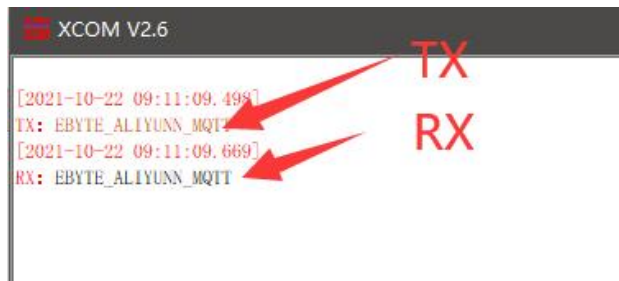 XCOM V2.6
TX
[2021-10-22 09:11:09.498]
TX: EBYTE_ALIYUNN_MQTT
RX
[2021-10-22 09:11:09.669]
RX: EBYTE_ALIYUNN_MQTT